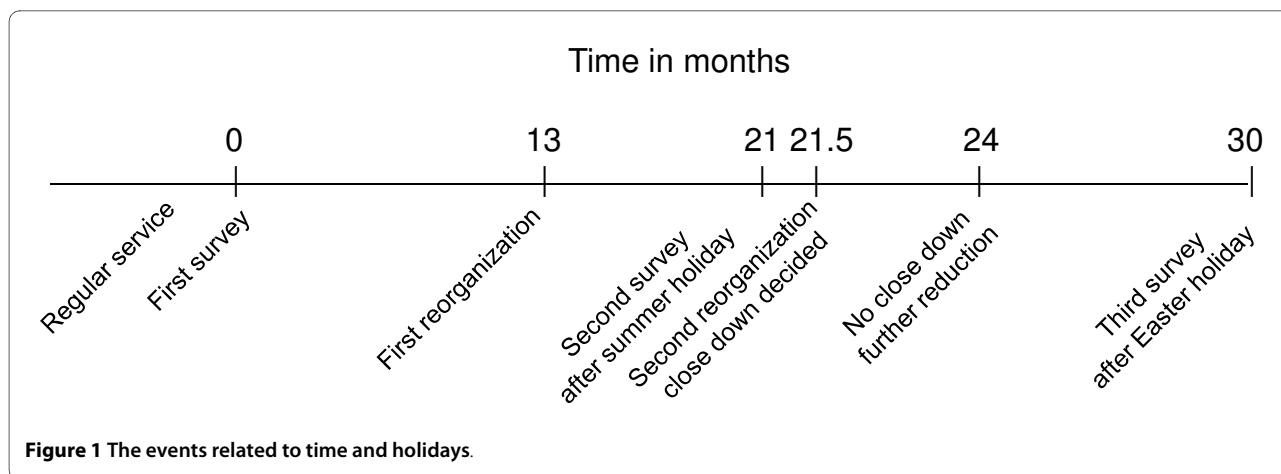 Time in months
0
13
21
21.5
24
30
Regular service
First survey
First reorganization
Second survey
after summer holiday
Second reorganization
close down decided
No close down
further reduction
Third survey
after Easter holiday
Figure 1 The events related to time and holidays.